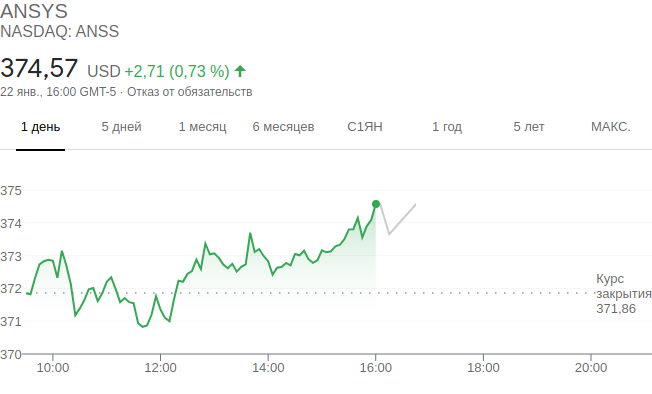 ANSYS
NASDAQ: ANSS
374,57 USD +2,71 (0,73 %)
22 янв., 16:00 GMT-5 · Отказ от обязательств
1 день 5 дней 1 месяц 6 месяцев С1ЯН 1 год 5 лет МАКС.
375
374
373
372
371
370
Курс
закрытия
371,86
10:00 12:00 14:00 16:00 18:00 20:00